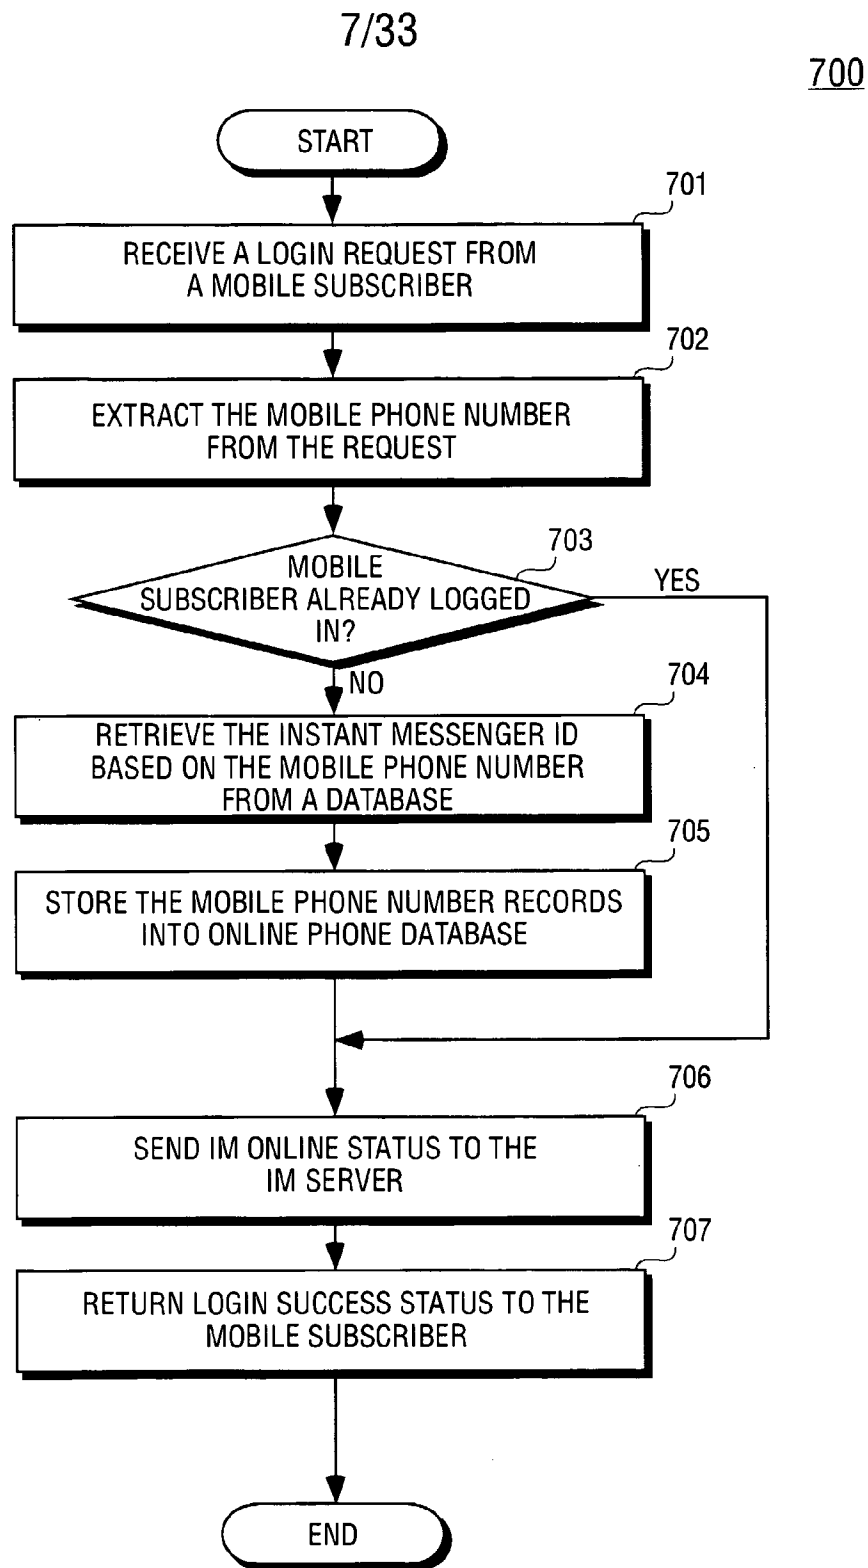 7/33
700
START
701
RECEIVE A LOGIN REQUEST FROM
A MOBILE SUBSCRIBER
702
EXTRACT THE MOBILE PHONE NUMBER
FROM THE REQUEST
703
MOBILE
SUBSCRIBER ALREADY LOGGED
IN?
YES
NO
704
RETRIEVE THE INSTANT MESSENGER ID
BASED ON THE MOBILE PHONE NUMBER
FROM A DATABASE
705
STORE THE MOBILE PHONE NUMBER RECORDS
INTO ONLINE PHONE DATABASE
706
SEND IM ONLINE STATUS TO THE
IM SERVER
707
RETURN LOGIN SUCCESS STATUS TO THE
MOBILE SUBSCRIBER
END